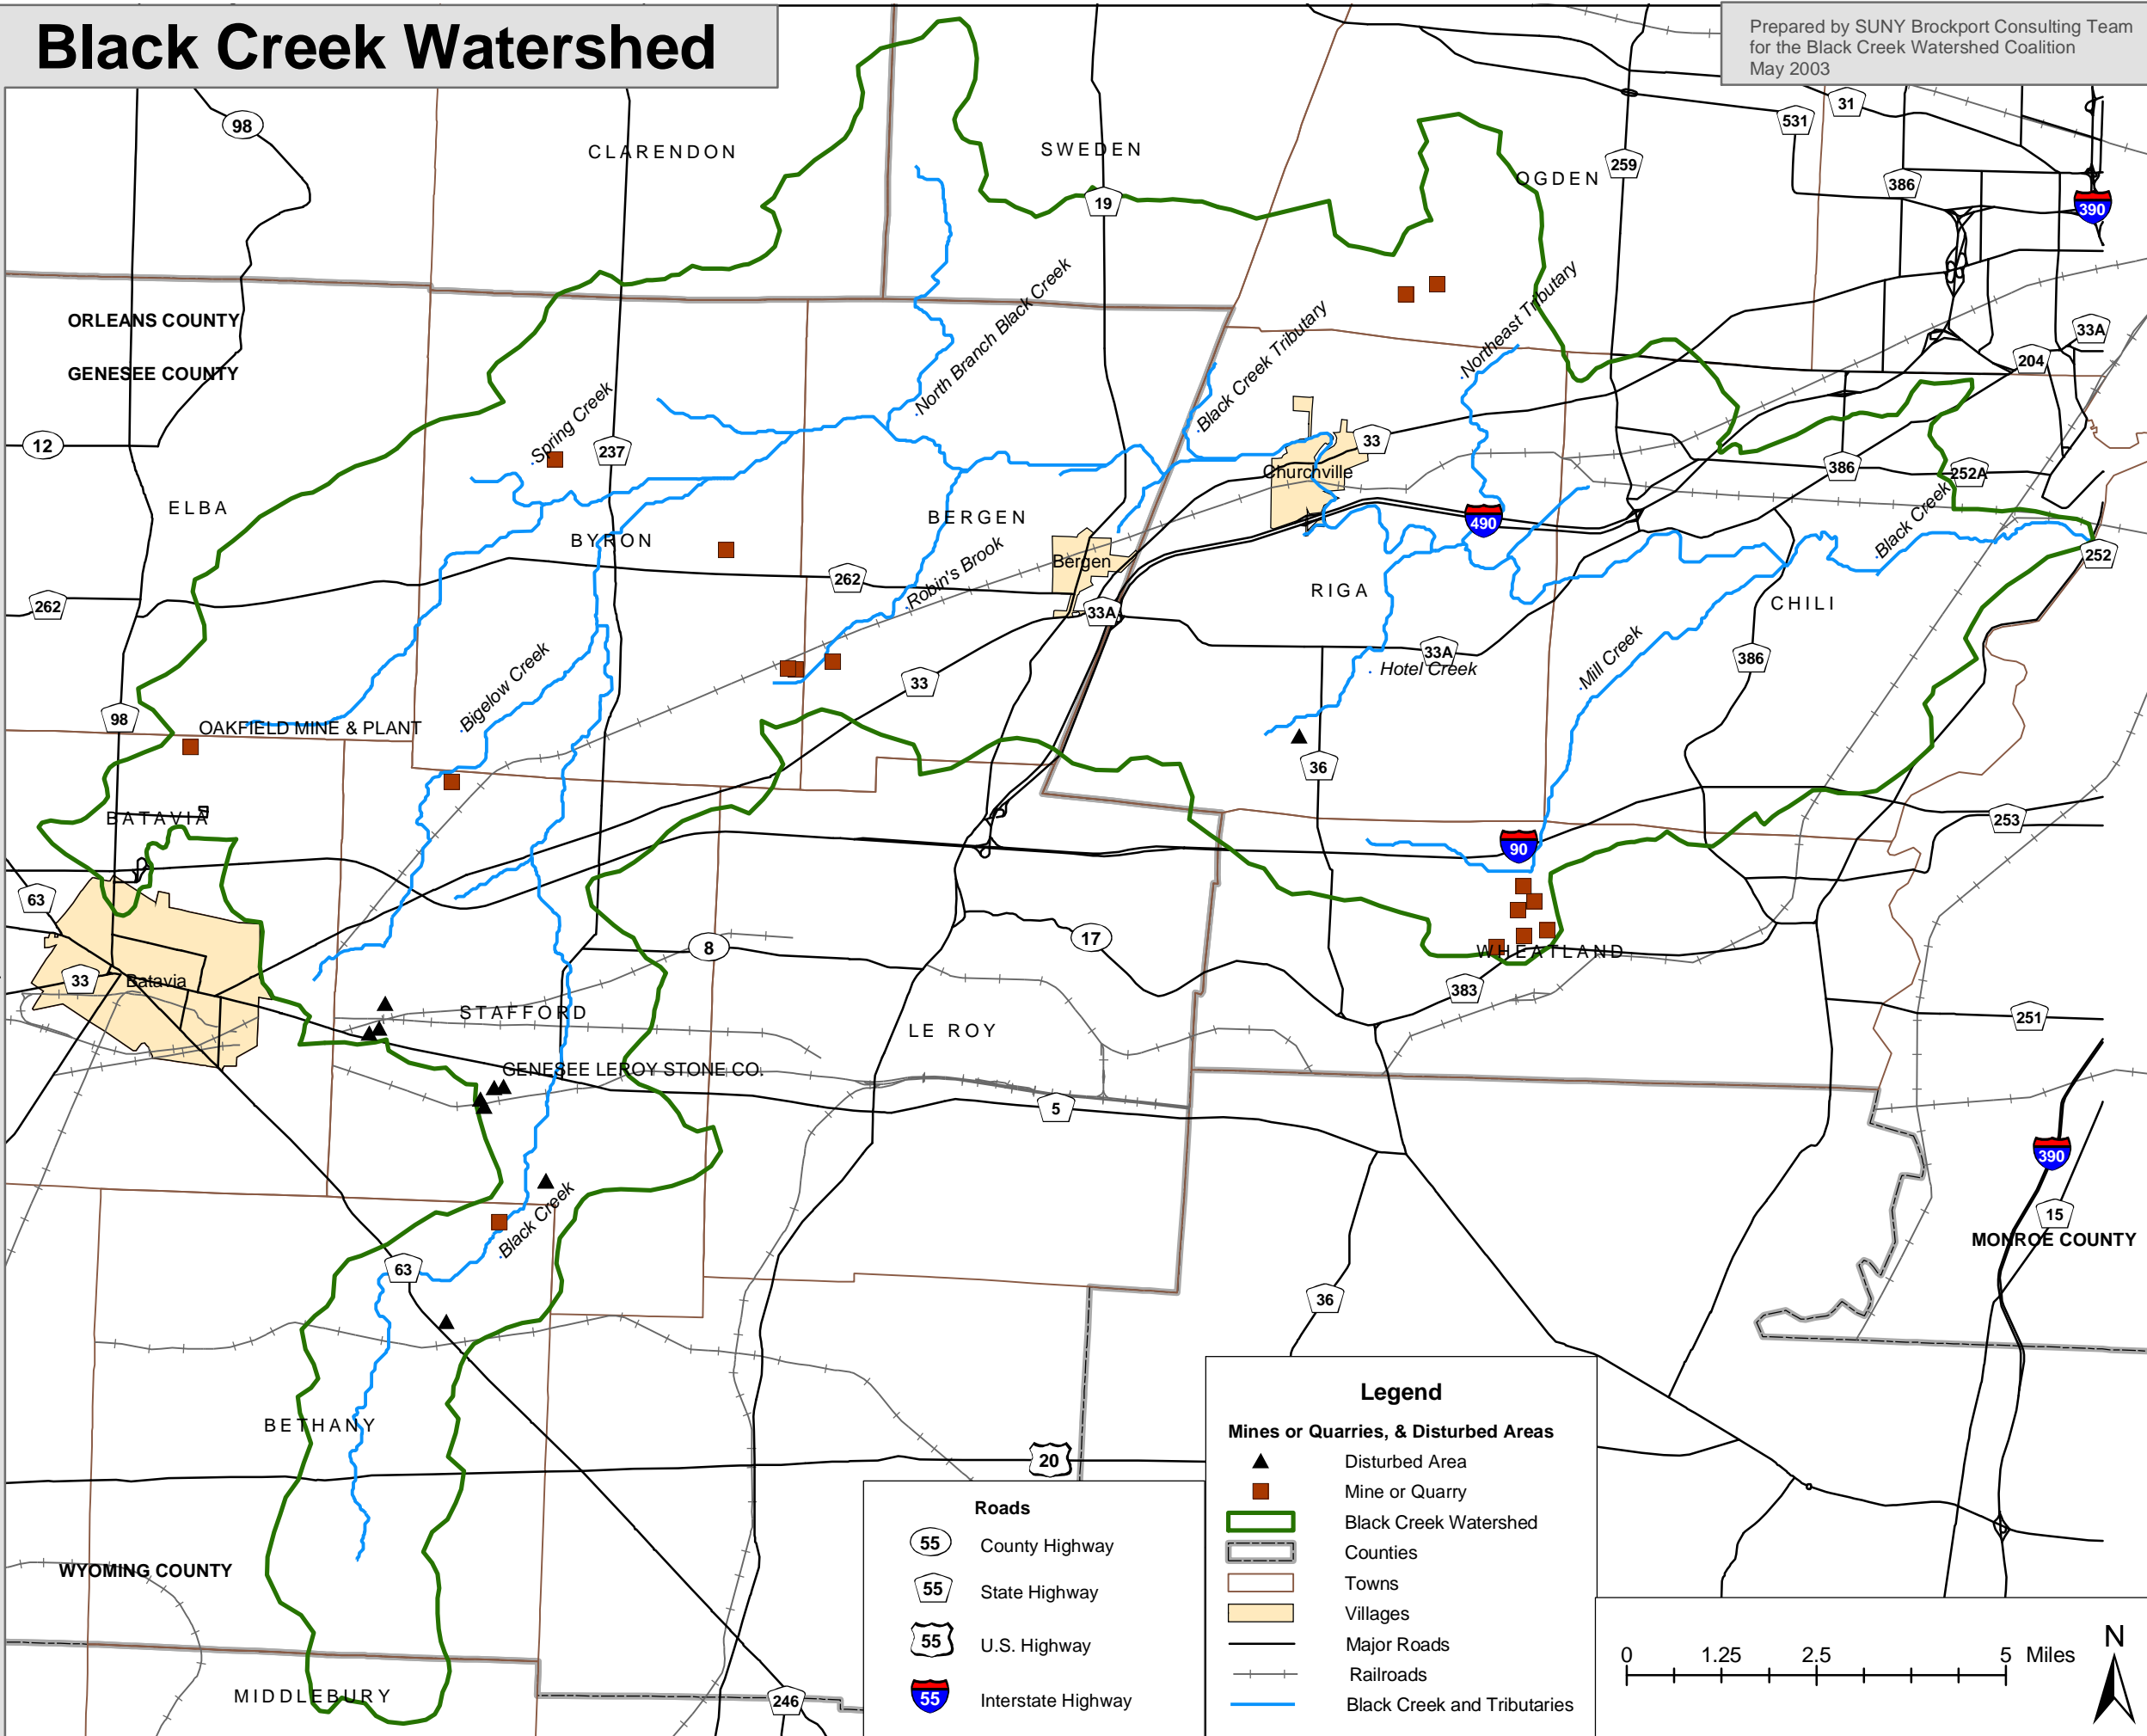 Black Creek Watershed
Prepared by SUNY Brockport Consulting Team
for the Black Creek Watershed Coalition
May 2003
98
31
531
CLARENDON
SWEDEN
259
OGDEN
386
19
390
ORLEANS COUNTY
GENESEE COUNTY
North Branch Black Creek
Black Creek Tributary
Northeast Tributary
33A
204
12
Spring Creek
237
33
Churchville
386
252A
ELBA
BERGEN
490
Black Creek
BYRON
Bergen
252
262
262
Robin's Brook
RIGA
CHILI
33A
33A
386
Hotel Creek
Mill Creek
Bigelow Creek
33
98
OAKFIELD MINE & PLANT
36
BATAVIA
253
90
63
8
17
WHEATLAND
33
Batavia
383
STAFFORD
LE ROY
251
GENESEE LEROY STONE CO.
5
390
Black Creek
15
MONROE COUNTY
63
36
BETHANY
20
WYOMING COUNTY
MIDDLEBURY
246
Roads
55 County Highway
55 State Highway
55 U.S. Highway
55 Interstate Highway
Legend
Mines or Quarries, & Disturbed Areas
Disturbed Area
Mine or Quarry
Black Creek Watershed
Counties
Towns
Villages
Major Roads
Railroads
Black Creek and Tributaries
0 1.25 2.5 5 Miles
N